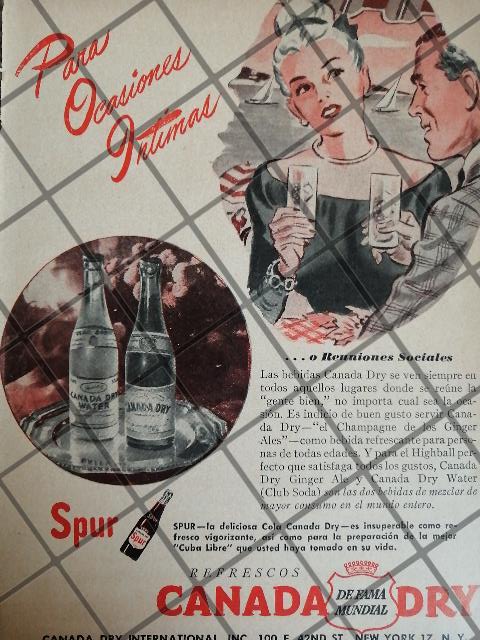 Para
Ocasiones
Intimas
CANADA DRY
WATER
CANADA DRY
. . . o Reuniones Sociales
Las bebidas Canada Dry se ven siempre en
todos aquellos lugares donde se reúne la
"gente bien," no importa cual sea la oca-
sión. Es indicio de buen gusto servir Cana-
da Dry—"el Champagne de los Ginger
Ales"—como bebida refrescante para perso-
nas de todas edades. Y para el Highball per-
fecto que satisfaga todos los gustos, Canada
Dry Ginger Ale y Canada Dry Water
(Club Soda) son las dos bebidas de mezclar de
mayor consumo en el mundo entero.
Spur
Spur
SPUR—la deliciosa Cola Canada Dry—es insuperable como re-
fresco vigorizante, así como para la preparación de la mejor
"Cuba Libre" que usted haya tomado en su vida.
REFRESCOS
CANADA DRY
DE FAMA
MUNDIAL
CANADA DRY INTERNATIONAL, INC. 100 E. 42ND ST., NEW YORK 17, N. Y.